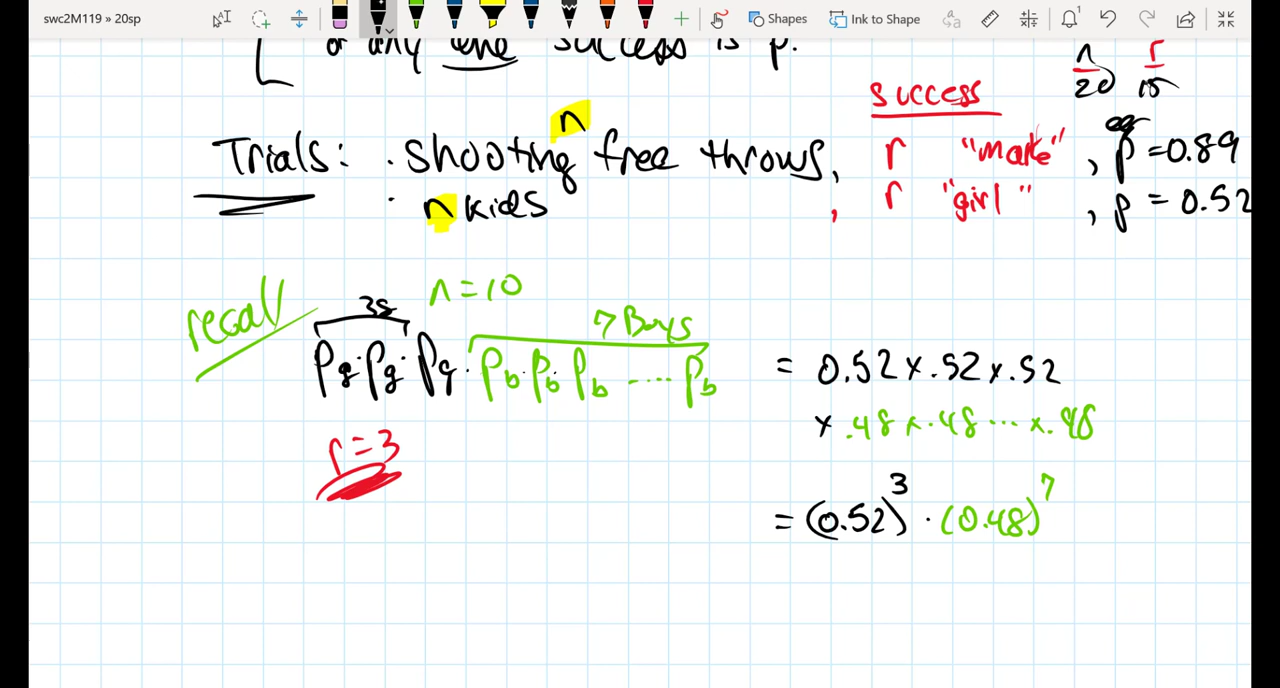 swc2M119 » 20sp
Shapes
Ink to Shape
of any one success is p.
n r
20 15
success
Trials: · shooting n free throws, r "make", p = 0.89
· n kids, r "girl", p = 0.52
recall
n = 10
7 Boys
Pg · Pg · Pg · Pb · Pb · Pb · .... Pb = 0.52 x .52 x .52
x .48 x .48 ... x .48
r = 3
= (0.52)³ · (0.48)⁷